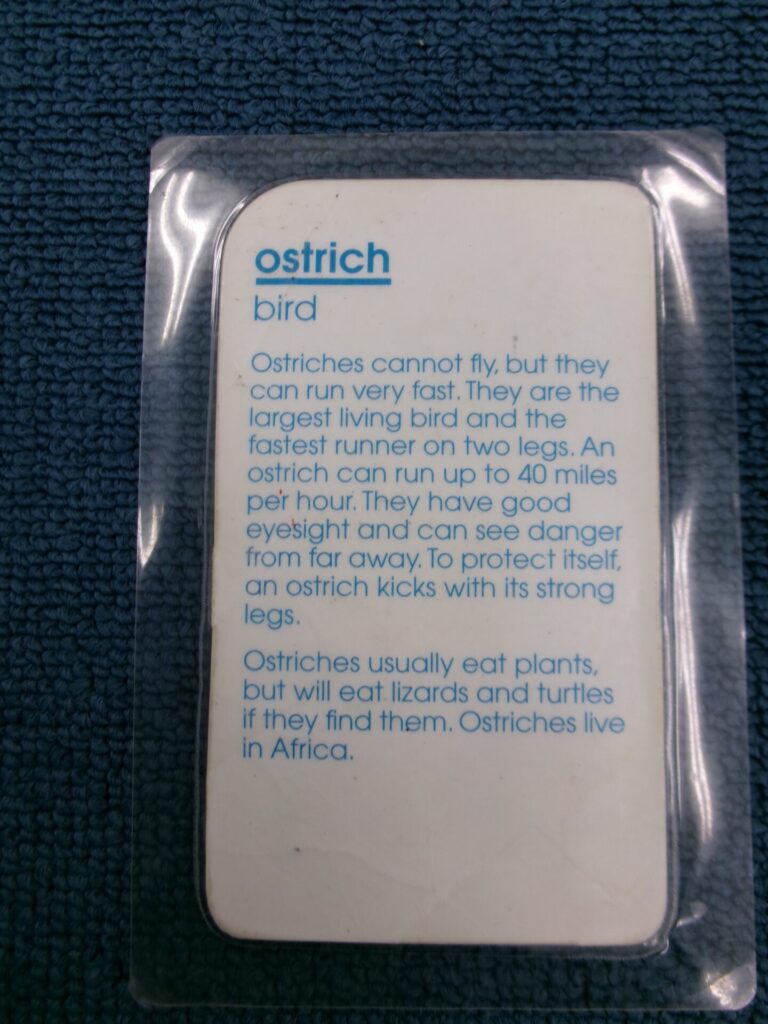 ostrich
bird
Ostriches cannot fly, but they
can run very fast. They are the
largest living bird and the
fastest runner on two legs. An
ostrich can run up to 40 miles
per hour. They have good
eyesight and can see danger
from far away. To protect itself,
an ostrich kicks with its strong
legs.
Ostriches usually eat plants,
but will eat lizards and turtles
if they find them. Ostriches live
in Africa.